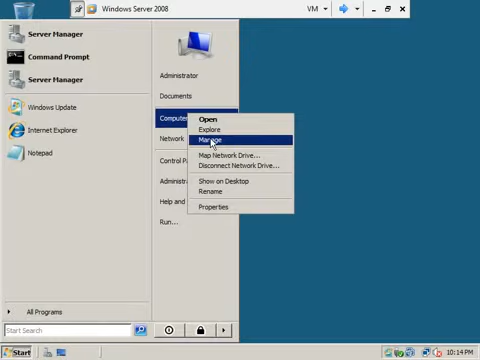 Windows Server 2008
VM
Server Manager
Command Prompt
Server Manager
Windows Update
Internet Explorer
Notepad
All Programs
Start Search
Administrator
Documents
Compute
Network
Control Pa
Administra
Help and
Run...
Open
Explore
Manage
Map Network Drive...
Disconnect Network Drive...
Show on Desktop
Rename
Properties
Start
10:14 PM